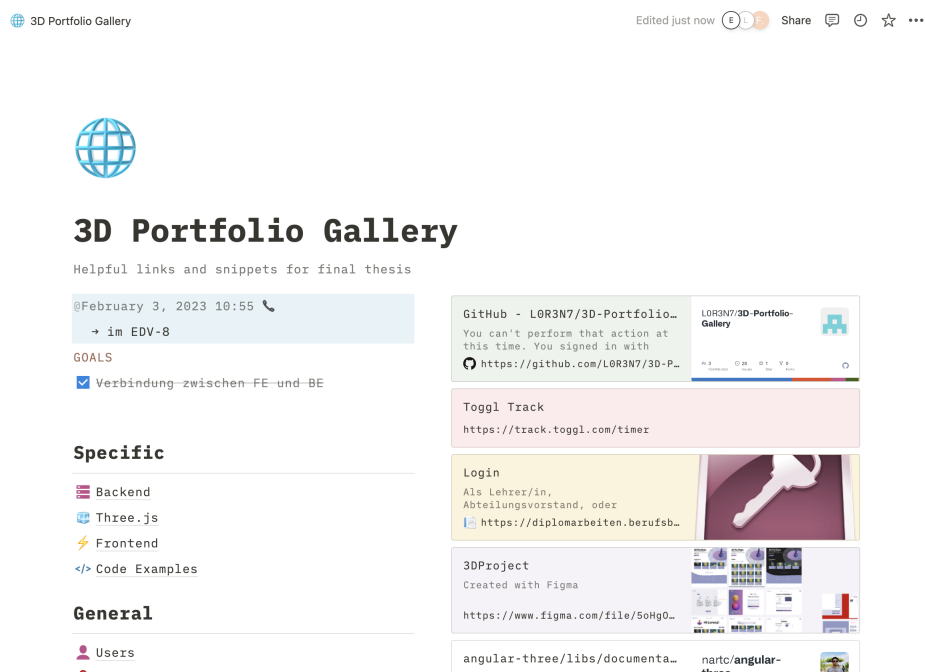 3D Portfolio Gallery
Edited just now
E
L
F.
Share
3D Portfolio Gallery
Helpful links and snippets for final thesis
@February 3, 2023 10:55
→ im EDV-8
GOALS
Verbindung zwischen FE und BE
Specific
Backend
Three.js
Frontend
</> Code Examples
General
Users
GitHub - L0R3N7/3D-Portfolio…
You can't perform that action at
this time. You signed in with
https://github.com/L0R3N7/3D-P…
L0R3N7/3D-Portfolio-
Gallery
Toggl Track
https://track.toggl.com/timer
Login
Als Lehrer/in,
Abteilungsvorstand, oder
https://diplomarbeiten.berufsb…
3DProject
Created with Figma
https://www.figma.com/file/5oHgO…
angular-three/libs/documenta…
nartc/angular-
three